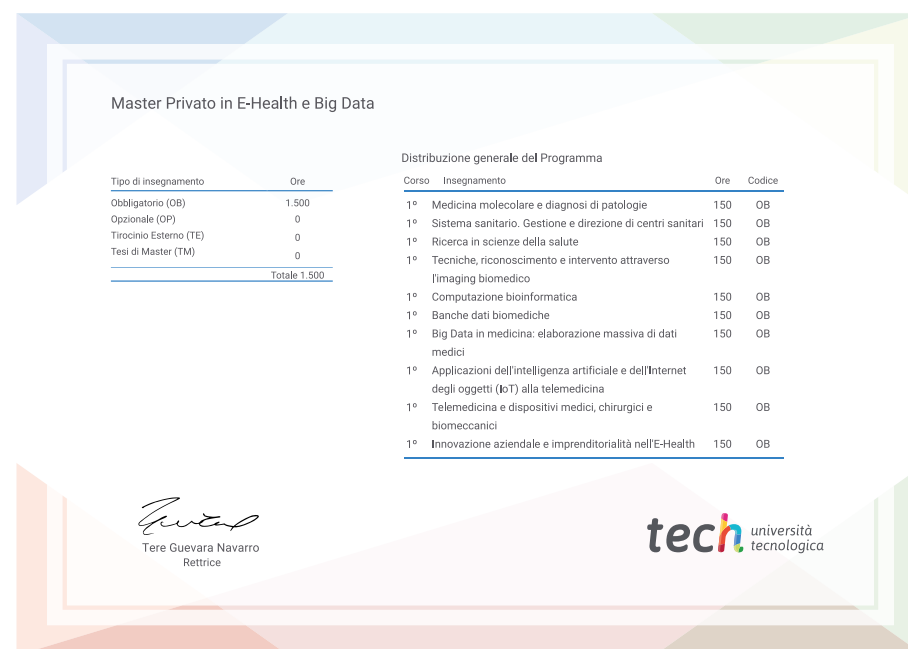 Master Privato in E-Health e Big Data
Distribuzione generale del Programma
Tipo di insegnamento Ore
Obbligatorio (OB) 1.500
Opzionale (OP) 0
Tirocinio Esterno (TE) 0
Tesi di Master (TM) 0
Totale 1.500
Corso Insegnamento Ore Codice
1º Medicina molecolare e diagnosi di patologie 150 OB
1º Sistema sanitario. Gestione e direzione di centri sanitari 150 OB
1º Ricerca in scienze della salute 150 OB
1º Tecniche, riconoscimento e intervento attraverso 150 OB
l'imaging biomedico
1º Computazione bioinformatica 150 OB
1º Banche dati biomediche 150 OB
1º Big Data in medicina: elaborazione massiva di dati 150 OB
medici
1º Applicazioni dell'intelligenza artificiale e dell'Internet 150 OB
degli oggetti (IoT) alla telemedicina
1º Telemedicina e dispositivi medici, chirurgici e 150 OB
biomeccanici
1º Innovazione aziendale e imprenditorialità nell'E-Health 150 OB
Tere Guevara Navarro
Rettrice
tech università
tecnologica